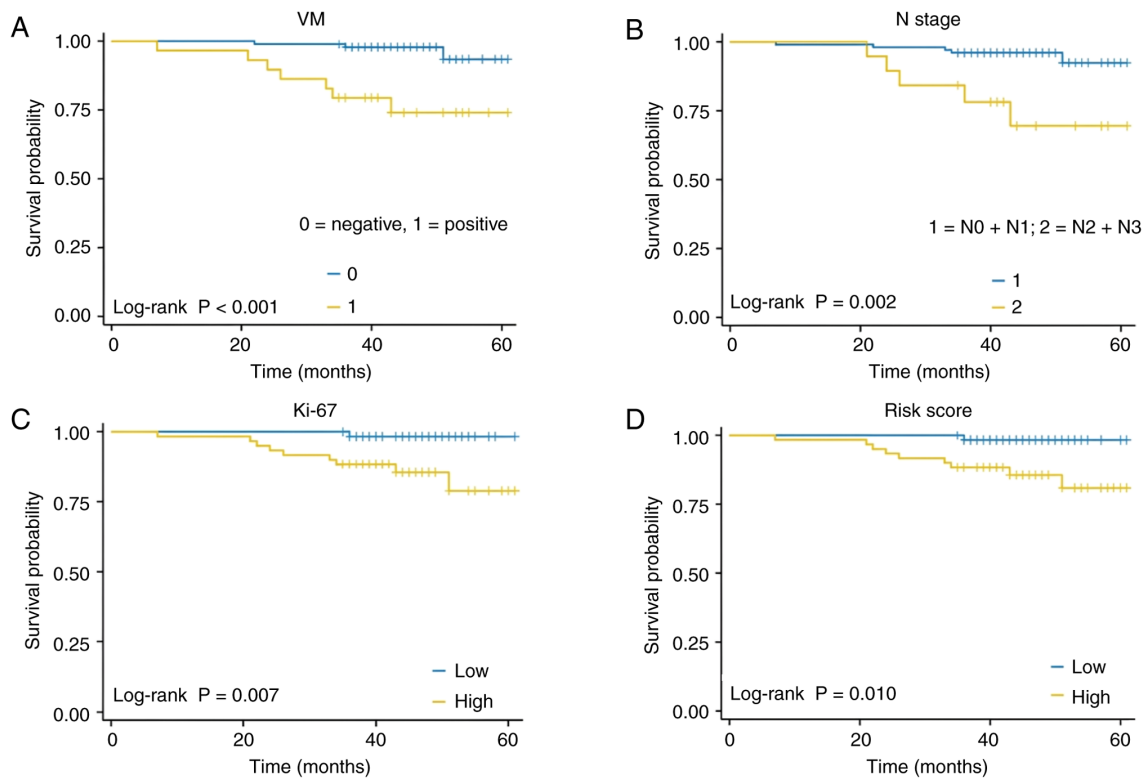 A
VM
1.00
0.75
0.50
0.25
0.00
Survival probability
0 = negative, 1 = positive
0
1
Log-rank P < 0.001
0 20 40 60
Time (months)
B
N stage
1.00
0.75
0.50
0.25
0.00
Survival probability
1 = N0 + N1; 2 = N2 + N3
1
2
Log-rank P = 0.002
0 20 40 60
Time (months)
C
Ki-67
1.00
0.75
0.50
0.25
0.00
Survival probability
Low
High
Log-rank P = 0.007
0 20 40 60
Time (months)
D
Risk score
1.00
0.75
0.50
0.25
0.00
Survival probability
Low
High
Log-rank P = 0.010
0 20 40 60
Time (months)